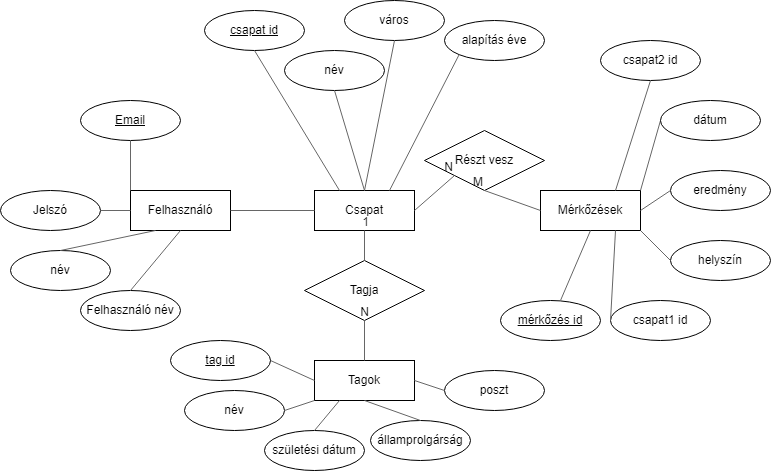 csapat id
város
név
alapítás éve
csapat2 id
Email
dátum
Részt vesz
N
M
Jelszó
Felhasználó
Csapat
1
Mérkőzések
eredmény
név
helyszín
Felhasználó név
Tagja
N
mérkőzés id
csapat1 id
tag id
Tagok
poszt
név
születési dátum
államprolgárság